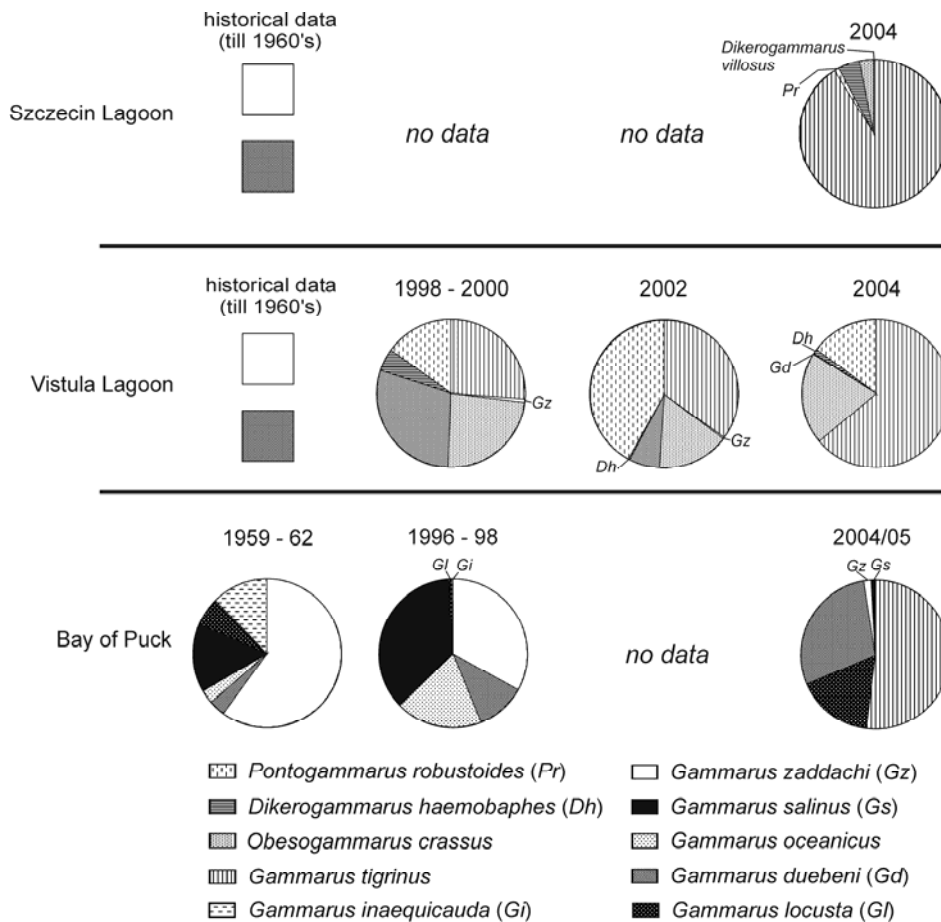 historical data
(till 1960's)
2004
Dikerogammarus
villosus
Pr
Szczecin Lagoon
no data
no data
historical data
(till 1960's)
1998 - 2000
2002
2004
Dh
Gd
Vistula Lagoon
Gz
Gz
Dh
1959 - 62
1996 - 98
2004/05
Gl
Gi
Gz
Gs
Bay of Puck
no data
Pontogammarus robustoides (Pr)
Dikerogammarus haemobaphes (Dh)
Obesogammarus crassus
Gammarus tigrinus
Gammarus inaequicauda (Gi)
Gammarus zaddachi (Gz)
Gammarus salinus (Gs)
Gammarus oceanicus
Gammarus duebeni (Gd)
Gammarus locusta (Gl)